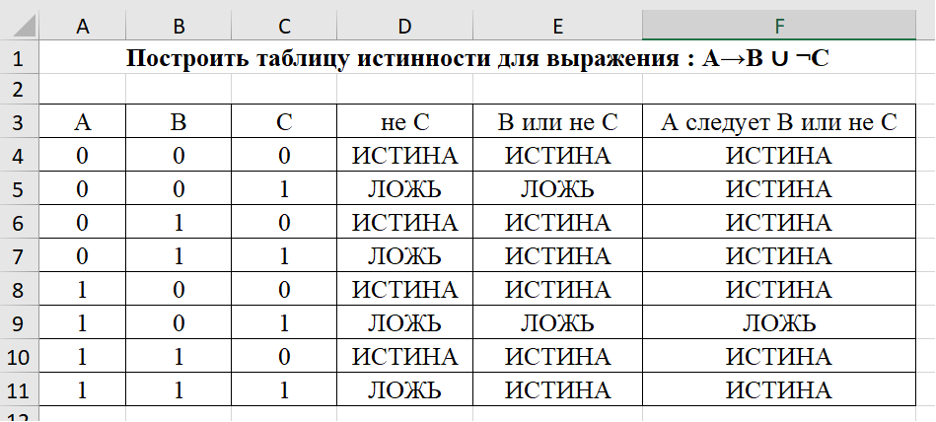 A B C D E F
1 Построить таблицу истинности для выражения : A→B ∪ ¬C
2
3 A B C не C B или не C A следует B или не C
4 0 0 0 ИСТИНА ИСТИНА ИСТИНА
5 0 0 1 ЛОЖЬ ЛОЖЬ ИСТИНА
6 0 1 0 ИСТИНА ИСТИНА ИСТИНА
7 0 1 1 ЛОЖЬ ИСТИНА ИСТИНА
8 1 0 0 ИСТИНА ИСТИНА ИСТИНА
9 1 0 1 ЛОЖЬ ЛОЖЬ ЛОЖЬ
10 1 1 0 ИСТИНА ИСТИНА ИСТИНА
11 1 1 1 ЛОЖЬ ИСТИНА ИСТИНА
12